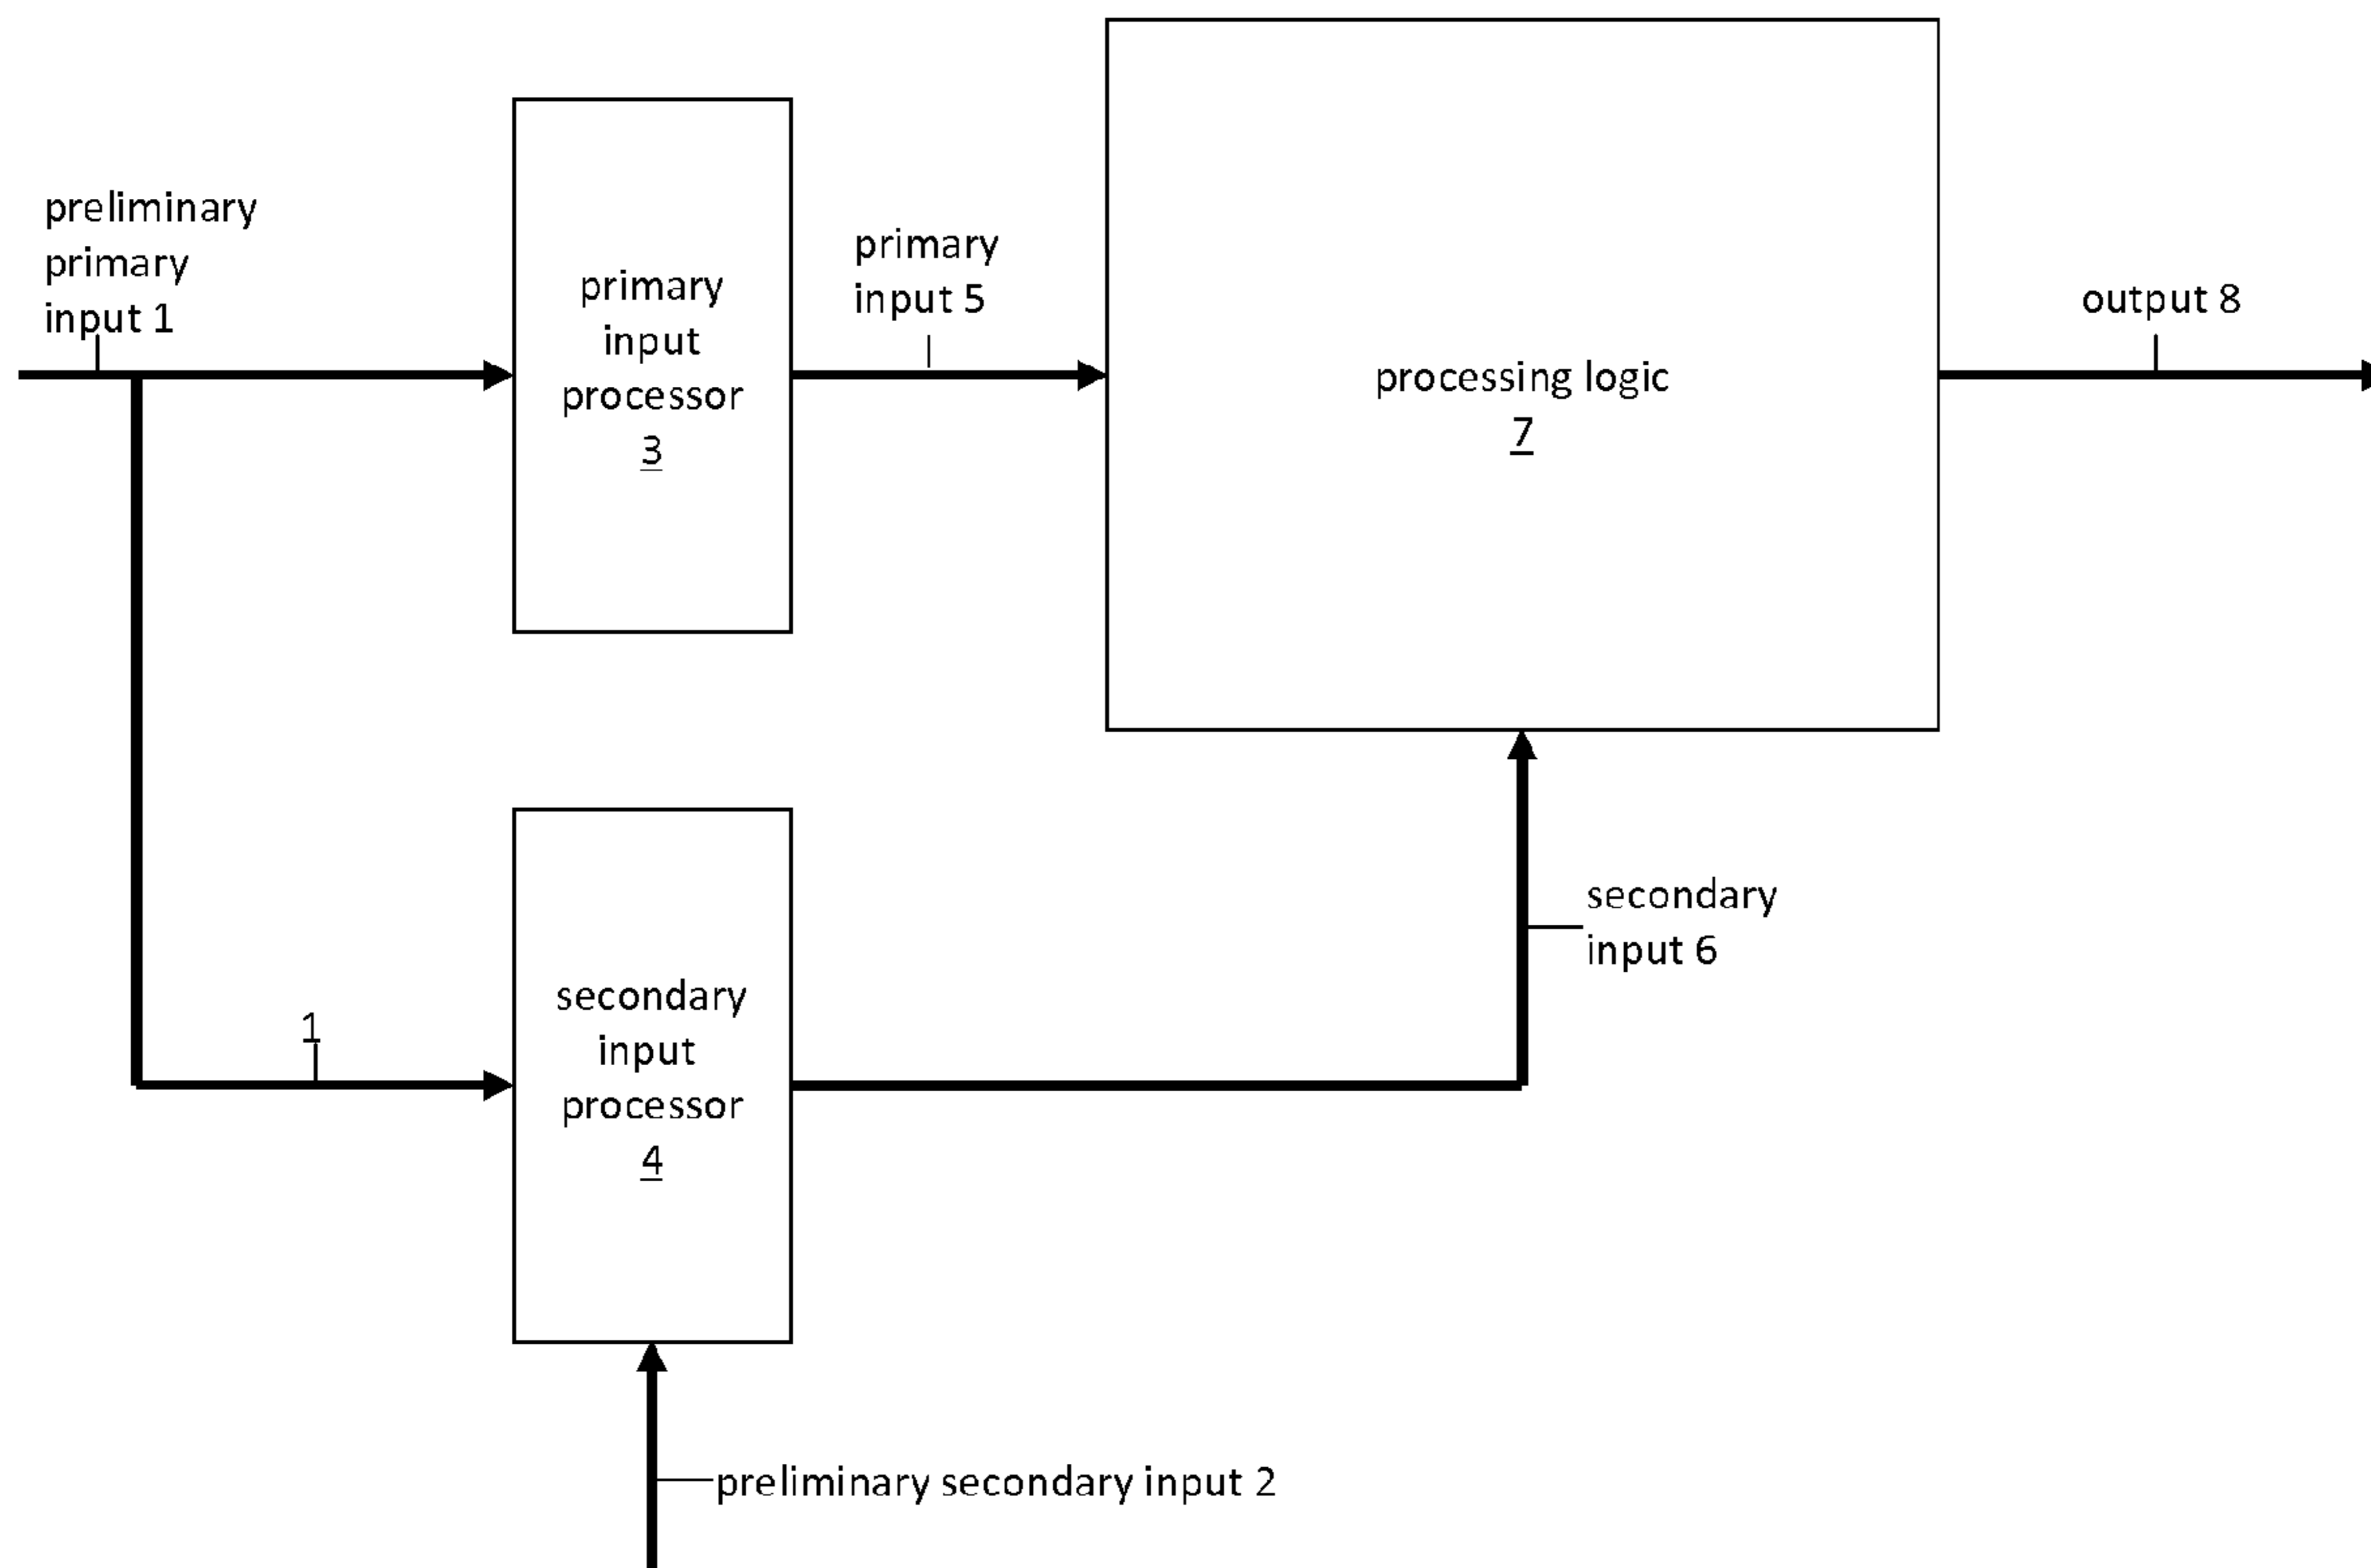 preliminary
primary
input 1
primary
input
processor
3
primary
input 5
processing logic
7
output 8
1
secondary
input
processor
4
secondary
input 6
preliminary secondary input 2